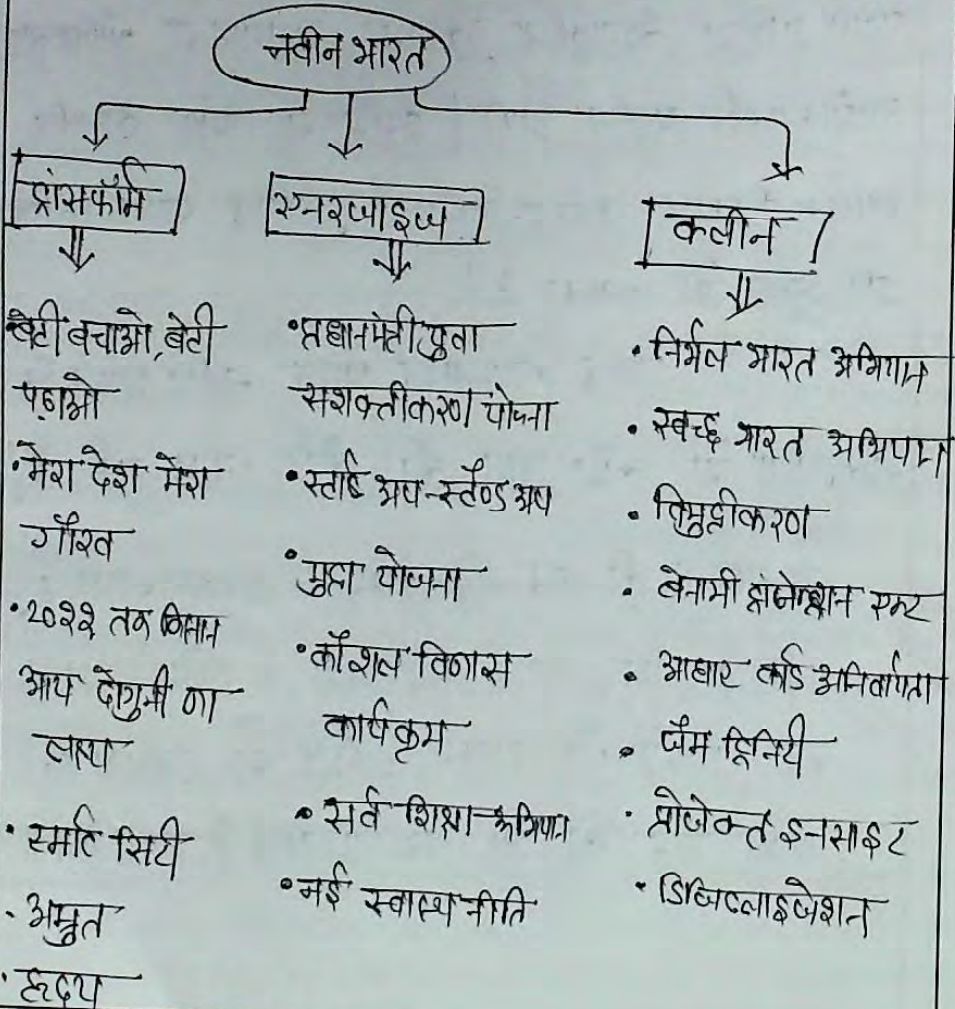 नवीन भारत
ट्रांसफॉर्म
बेटी बचाओ, बेटी
पढ़ाओ
• मेरा देश मेरा
गौरव
• 2022 तक किसान
आय दोगुनी का
लक्ष्य
• स्मार्ट सिटी
• अमृत
• हृदय
एनरजाइज
• प्रधानमंत्री युवा
सशक्तीकरण योजना
• स्टार्ट अप-स्टैण्ड अप
• मुद्रा योजना
• कौशल विकास
कार्यक्रम
• सर्व शिक्षा अभियान
• नई स्वास्थ्य नीति
क्लीन
• निर्मल भारत अभियान
• स्वच्छ भारत अभियान
• विमुद्रीकरण
• बेनामी ट्रांजेक्शन एक्ट
• आधार कार्ड अनिवार्यता
• जैम ट्रिनिटी
• प्रोजेक्त इनसाइट
• डिजिटलाइजेशन